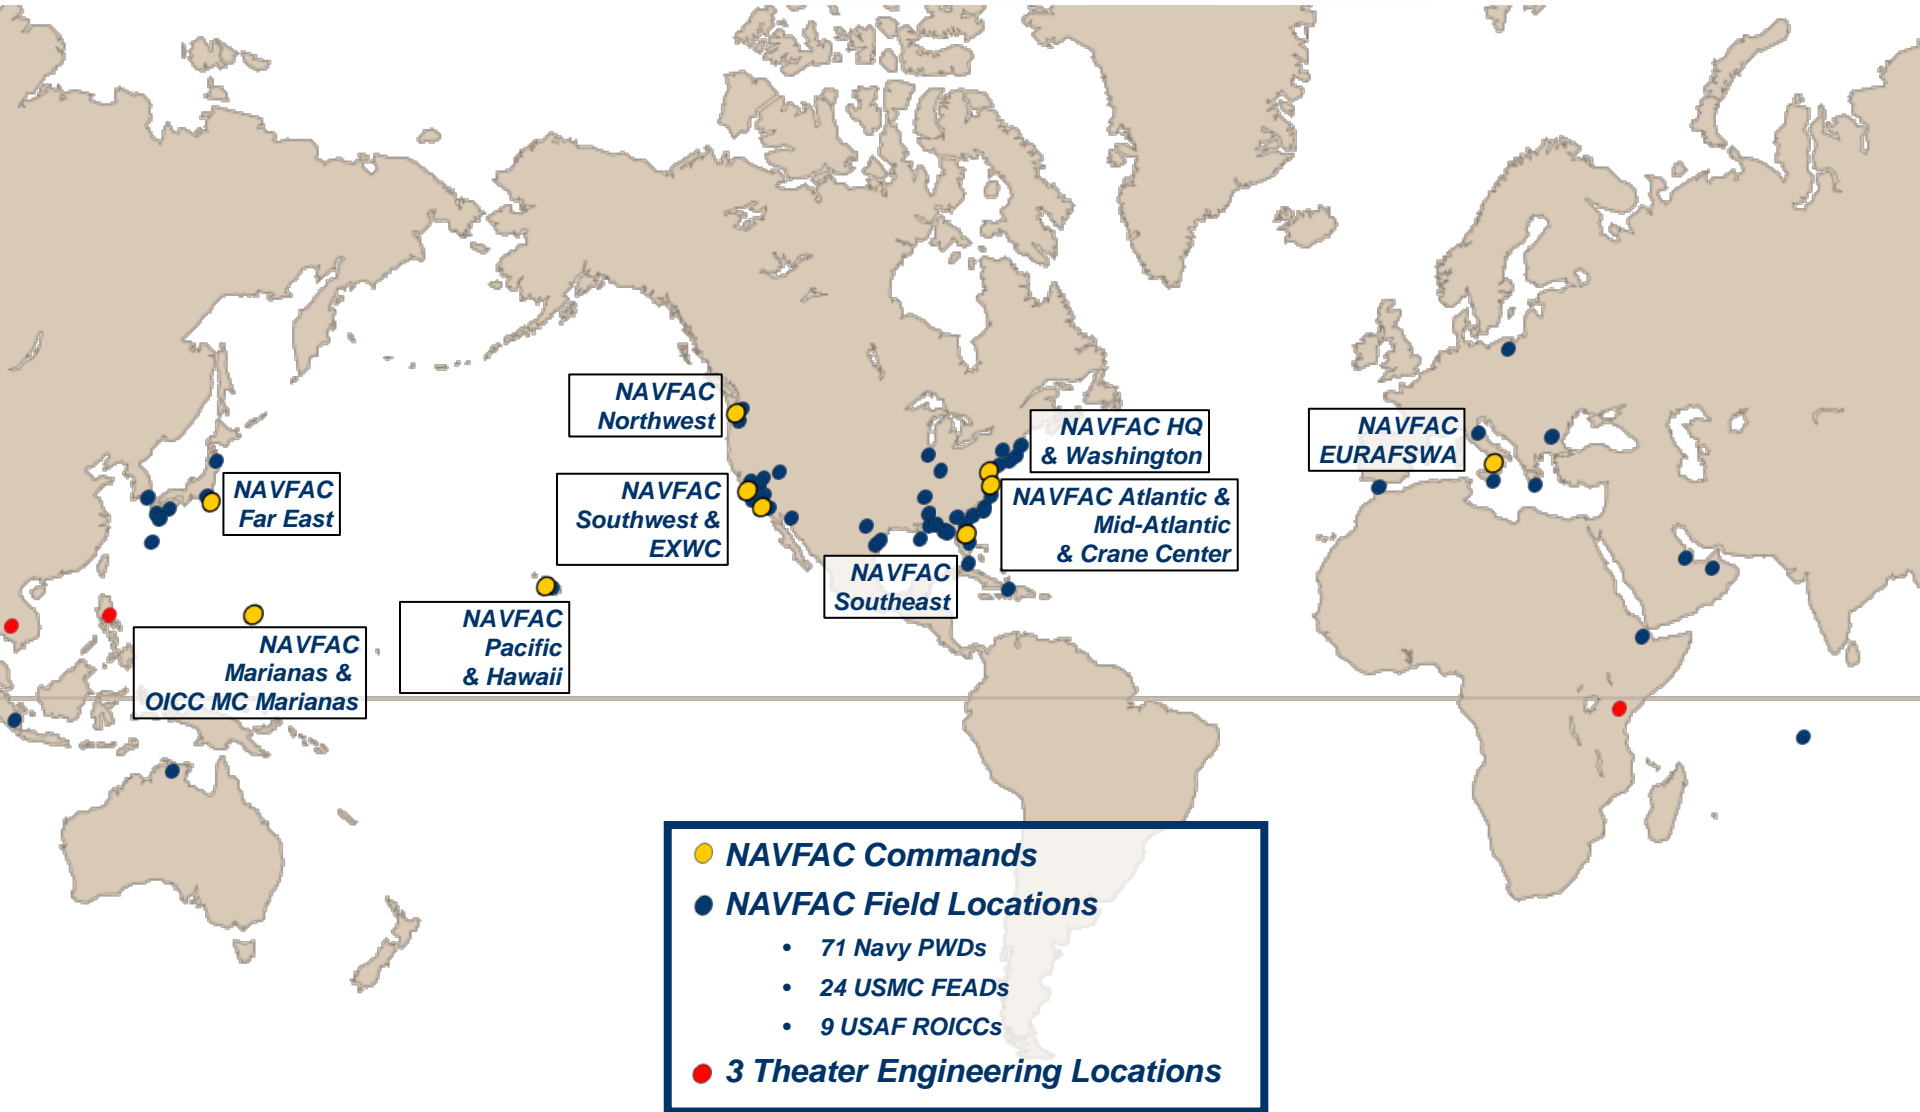 NAVFAC
Northwest
NAVFAC HQ
& Washington
NAVFAC
EURAFSWA
NAVFAC
Far East
NAVFAC
Southwest &
EXWC
NAVFAC Atlantic &
Mid-Atlantic
& Crane Center
NAVFAC
Southeast
NAVFAC
Pacific
& Hawaii
NAVFAC
Marianas &
OICC MC Marianas
NAVFAC Commands
NAVFAC Field Locations
• 71 Navy PWDs
• 24 USMC FEADs
• 9 USAF ROICCs
3 Theater Engineering Locations